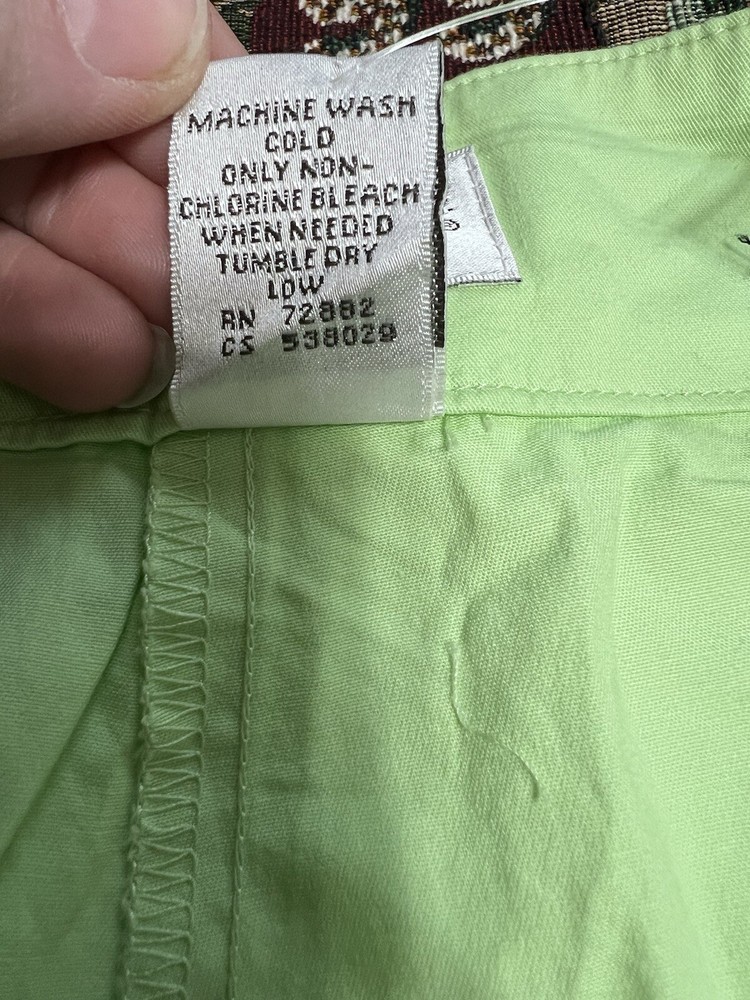 MACHINE WASH
COLD
ONLY NON-
CHLORINE BLEACH
WHEN NEEDED
TUMBLE DRY
LOW
RN 72882
CS 538029